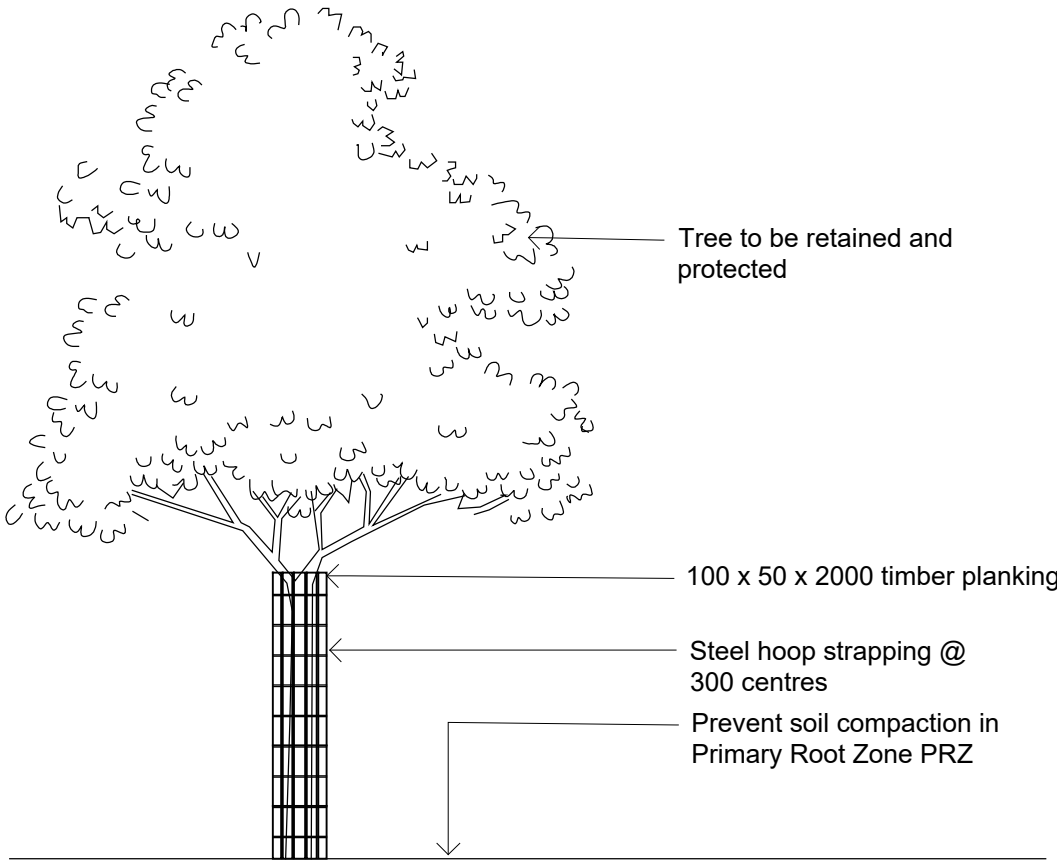 Tree to be retained and
protected
100 x 50 x 2000 timber planking
Steel hoop strapping @
300 centres
Prevent soil compaction in
Primary Root Zone PRZ